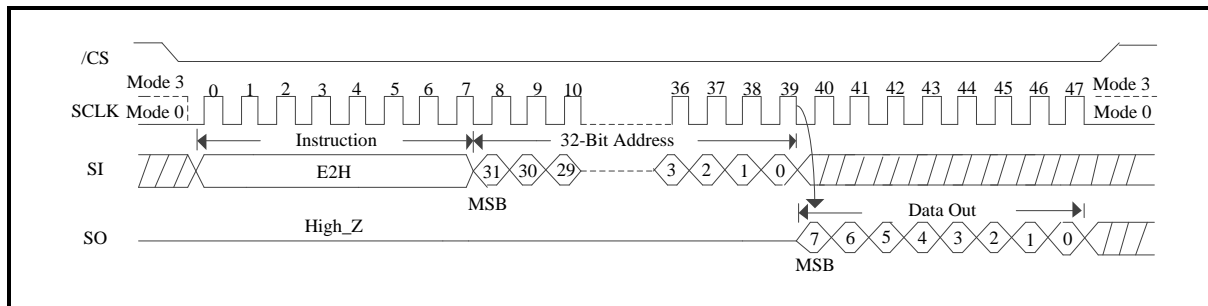 /CS
Mode 3 0 1 2 3 4 5 6 7 8 9 10 36 37 38 39 40 41 42 43 44 45 46 47 Mode 3
SCLK Mode 0 Mode 0
Instruction 32-Bit Address
SI E2H 31 30 29 3 2 1 0
MSB
High_Z Data Out
SO 7 6 5 4 3 2 1 0
MSB